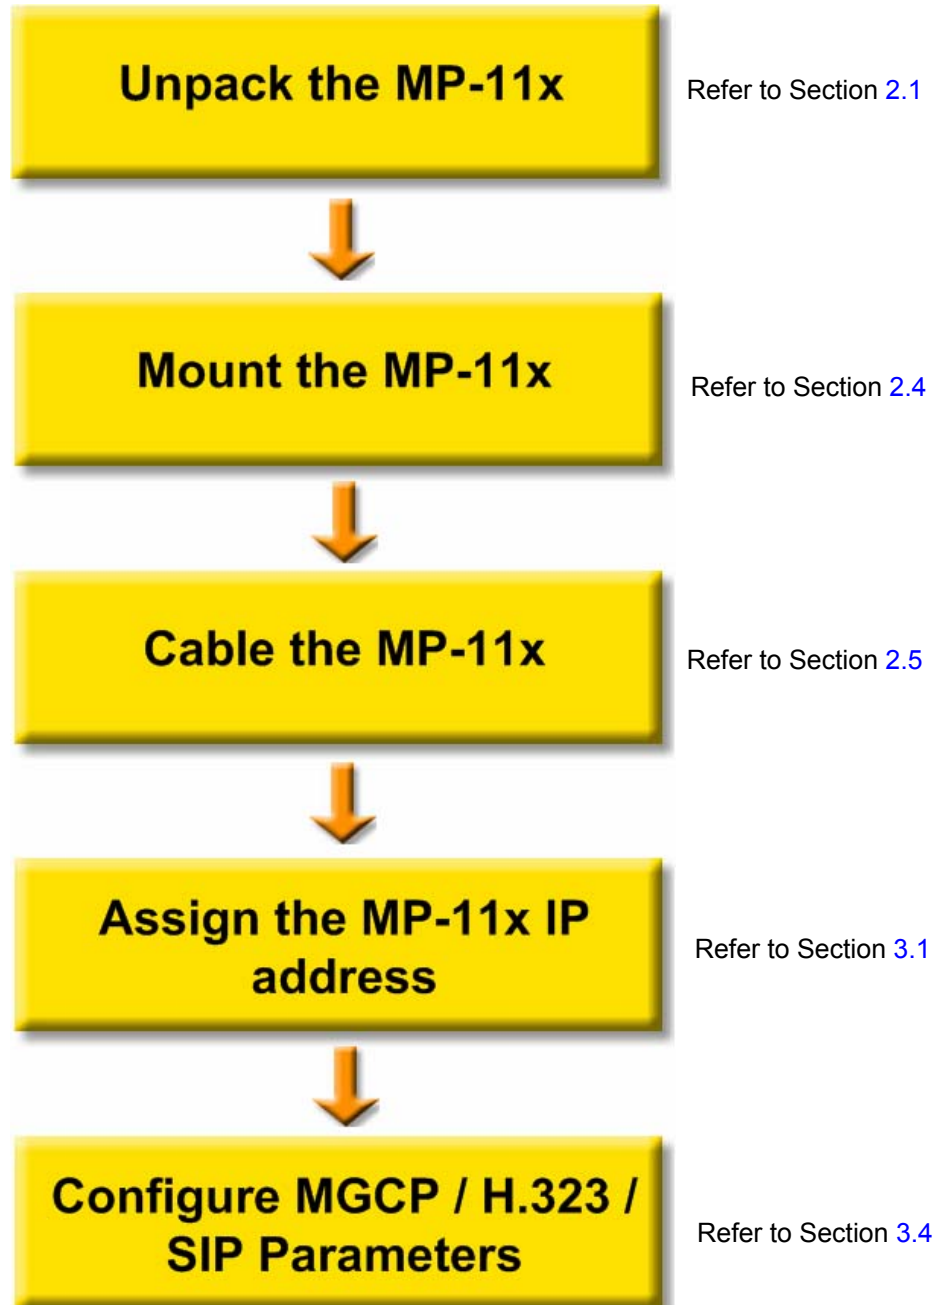 Unpack the MP-11x
Refer to Section 2.1
Mount the MP-11x
Refer to Section 2.4
Cable the MP-11x
Refer to Section 2.5
Assign the MP-11x IP
address
Refer to Section 3.1
Configure MGCP / H.323 /
SIP Parameters
Refer to Section 3.4